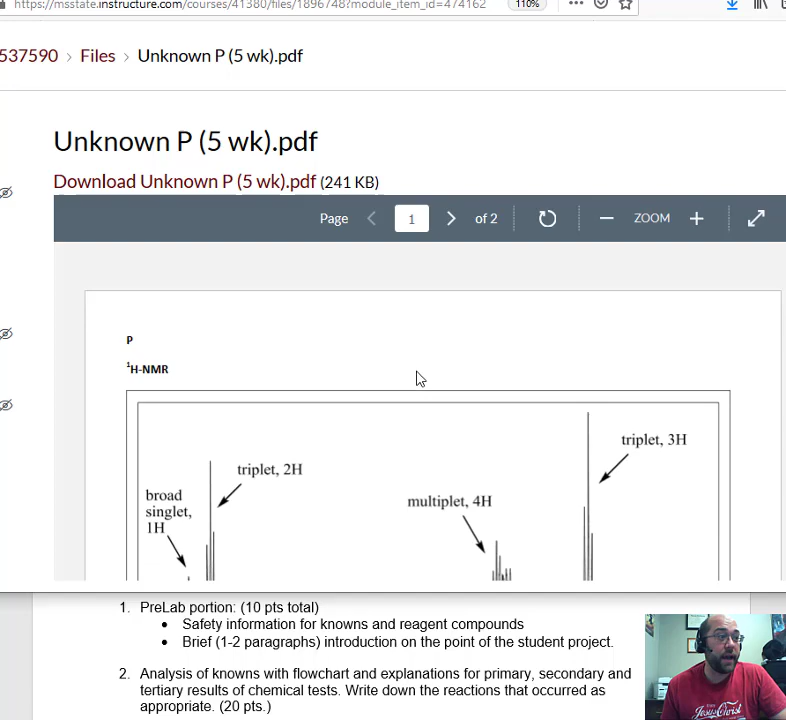 https://msstate.instructure.com/courses/41380/files/1896748?module_item_id=474162 110%
537590 > Files > Unknown P (5 wk).pdf
Unknown P (5 wk).pdf
Download Unknown P (5 wk).pdf (241 KB)
Page 1 of 2 ZOOM
P
¹H-NMR
triplet, 3H
triplet, 2H
broad
singlet,
1H
multiplet, 4H
1. PreLab portion: (10 pts total)
• Safety information for knowns and reagent compounds
• Brief (1-2 paragraphs) introduction on the point of the student project.
2. Analysis of knowns with flowchart and explanations for primary, secondary and
tertiary results of chemical tests. Write down the reactions that occurred as
appropriate. (20 pts.)
Jesus Christ